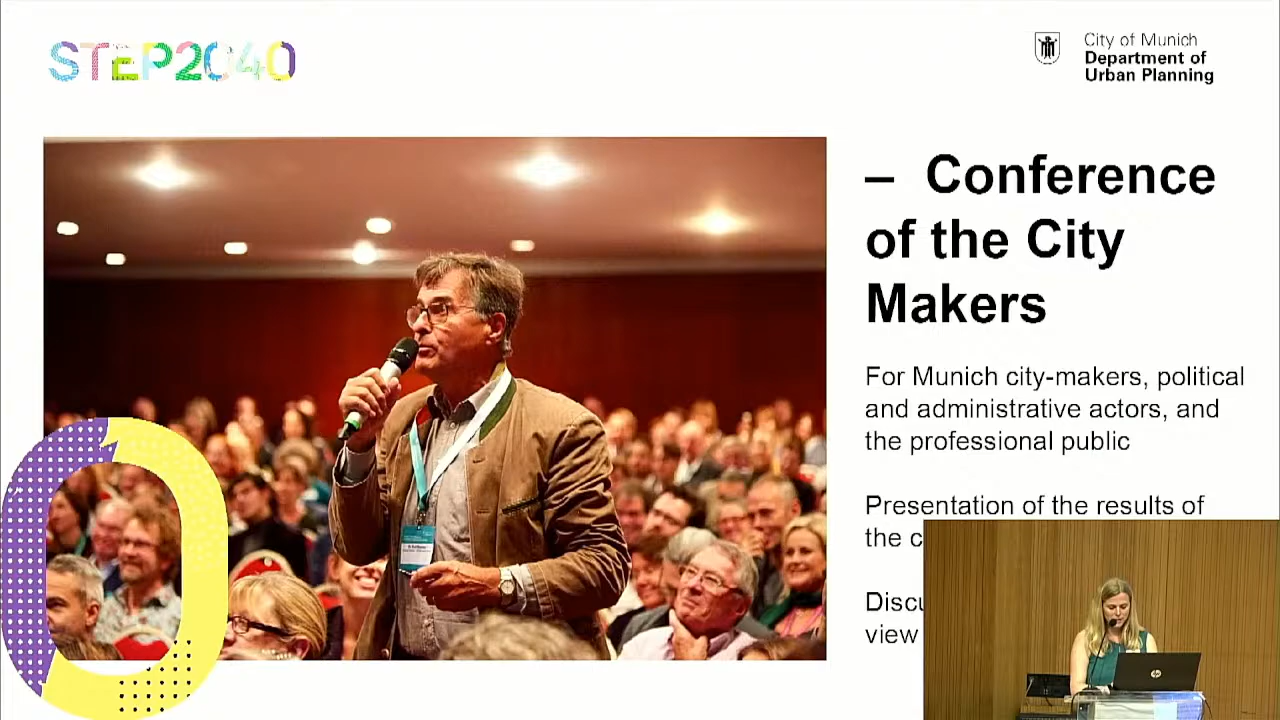 STEP2040
City of Munich
Department of
Urban Planning
– Conference
of the City
Makers
For Munich city-makers, political
and administrative actors, and
the professional public
Presentation of the results of
the c
Discu
view
hp